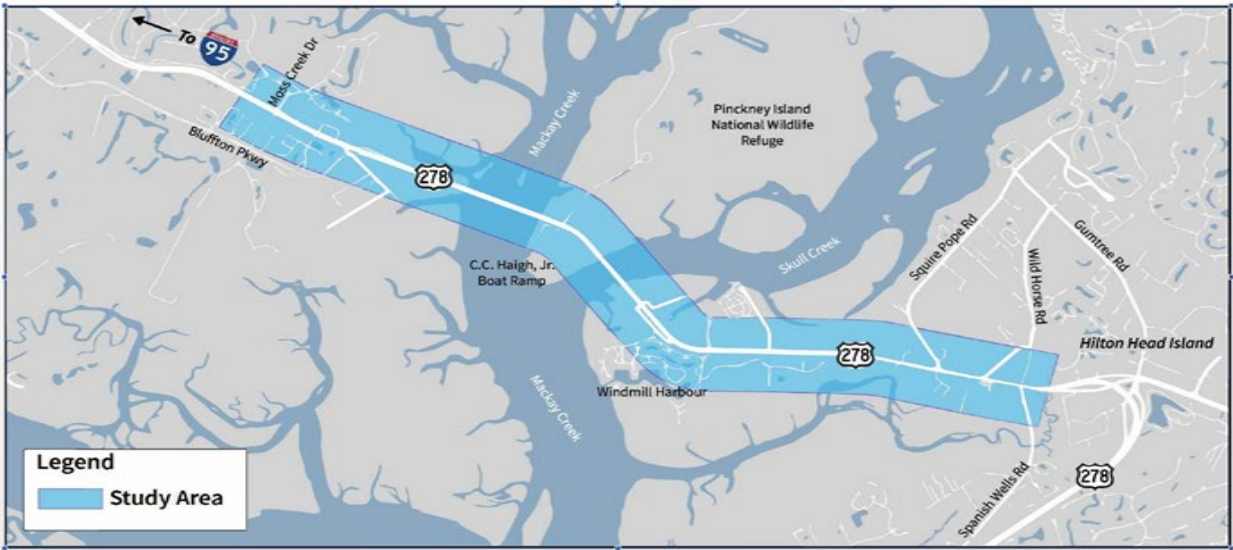 To
95
Moss Creek Dr
Bluffton Pkwy
278
Mackay Creek
Pinckney Island
National Wildlife
Refuge
C.C. Haigh, Jr.
Boat Ramp
Skull Creek
Squire Pope Rd
Wild Horse Rd
Gumtree Rd
278
Hilton Head Island
Windmill Harbour
Mackay Creek
Spanish Wells Rd
278
Legend
Study Area